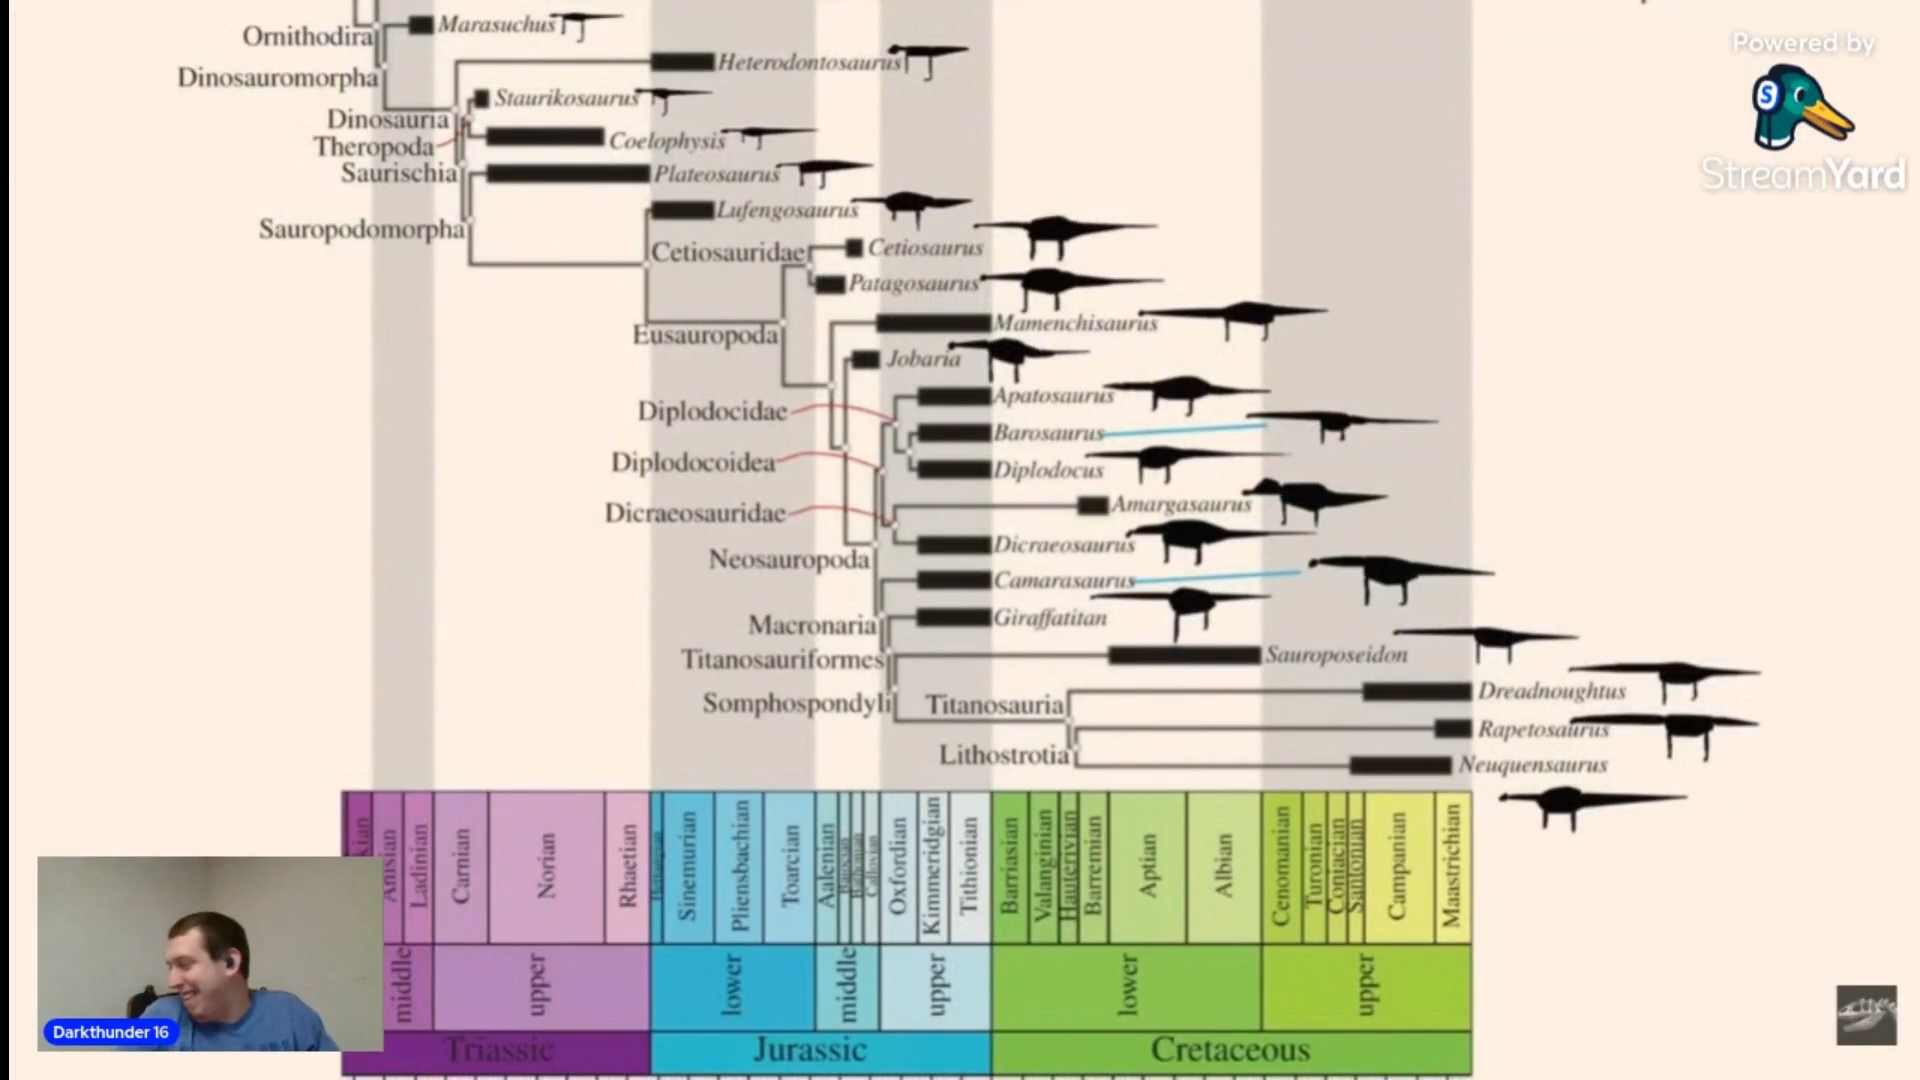 Powered by
StreamYard
Ornithodira
Marasuchus
Dinosauromorpha
Heterodontosaurus
Staurikosaurus
Dinosauria
Theropoda
Coelophysis
Saurischia
Plateosaurus
Sauropodomorpha
Lufengosaurus
Cetiosauridae
Cetiosaurus
Patagosaurus
Eusauropoda
Mamenchisaurus
Jobaria
Diplodocidae
Apatosaurus
Barosaurus
Diplodocoidea
Diplodocus
Dicraeosauridae
Amargasaurus
Dicraeosaurus
Neosauropoda
Camarasaurus
Macronaria
Giraffatitan
Titanosauriformes
Sauroposeidon
Somphospondyli
Titanosauria
Dreadnoughtus
Rapetosaurus
Lithostrotia
Neuquensaurus
Anisian
Ladinian
Carnian
Norian
Rhaetian
Sinemurian
Pliensbachian
Toarcian
Aalenian
Callovian
Oxfordian
Kimmeridgian
Tithionian
Barriasian
Valanginian
Hauterivian
Barremian
Aptian
Albian
Cenomanian
Turonian
Coniacian
Santonian
Campanian
Maastrichian
middle
upper
lower
middle
upper
lower
upper
Triassic
Jurassic
Cretaceous
Darkthunder 16